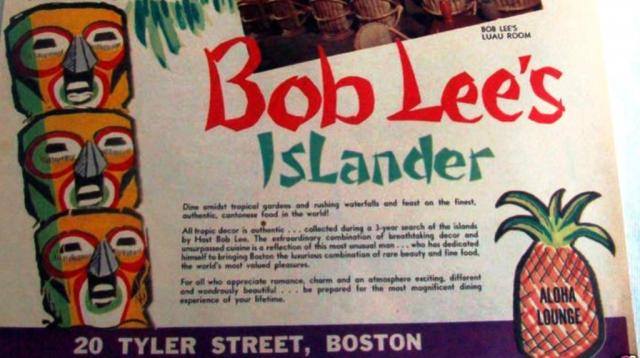 BOB LEE'S
LUAU ROOM
Bob Lee's
IsLander
Dine amidst tropical gardens and rushing waterfalls and feast on the finest,
authentic, cantonese food in the world!
All tropic decor is authentic . . . collected during a 3-year search of the islands
by Host Bob Lee. The extraordinary combination of breathtaking decor and
unsurpassed cuisine is a reflection of this most unusual man . . . who has dedicated
himself to bringing Boston the luxurious combination of rare beauty and fine food,
the world's most valued pleasures.
For all who appreciate romance, charm and an atmosphere exciting, different
and wondrously beautiful . . . be prepared for the most magnificent dining
experience of your lifetime.
ALOHA
LOUNGE
20 TYLER STREET, BOSTON